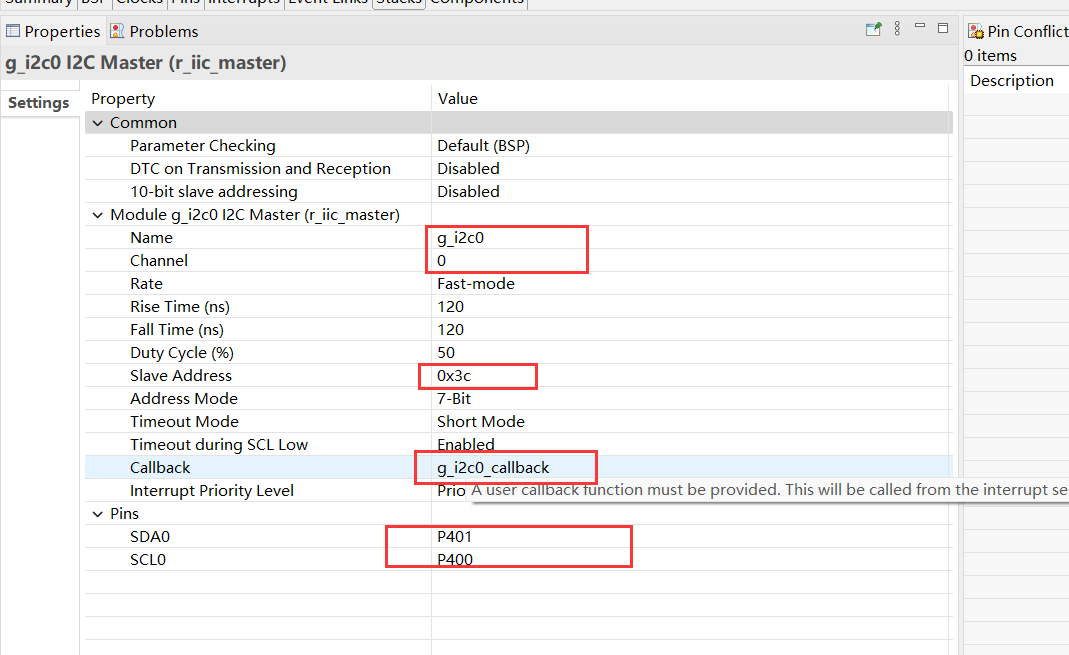 Summary BSP Clocks Pins Interrupts Event Links Stacks Components
Properties Problems
g_i2c0 I2C Master (r_iic_master)
Settings
Property Value
Common
Parameter Checking Default (BSP)
DTC on Transmission and Reception Disabled
10-bit slave addressing Disabled
Module g_i2c0 I2C Master (r_iic_master)
Name g_i2c0
Channel 0
Rate Fast-mode
Rise Time (ns) 120
Fall Time (ns) 120
Duty Cycle (%) 50
Slave Address 0x3c
Address Mode 7-Bit
Timeout Mode Short Mode
Timeout during SCL Low Enabled
Callback g_i2c0_callback
Interrupt Priority Level Prio
A user callback function must be provided. This will be called from the interrupt se
Pins
SDA0 P401
SCL0 P400
Pin Conflict
0 items
Description